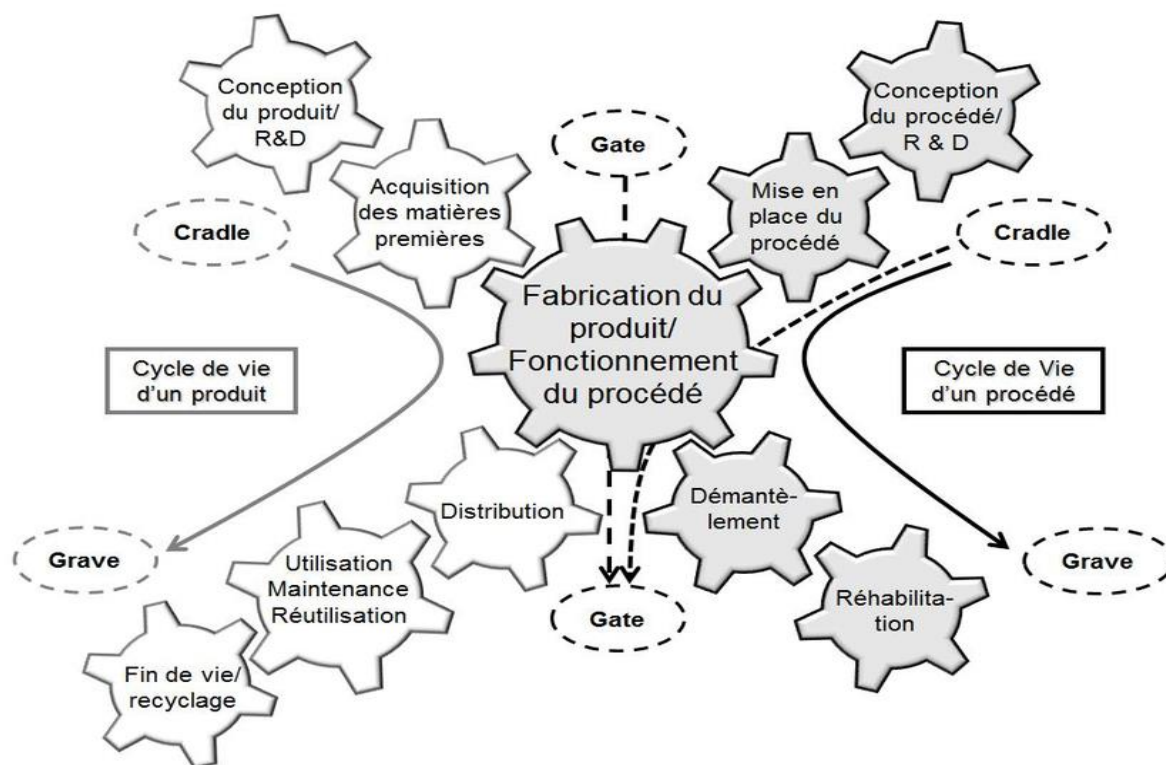 Conception
du produit/
R&D
Gate
Conception
du procédé/
R & D
Acquisition
des matières
premières
Mise en
place du
procédé
Cradle
Cradle
Fabrication du
produit/
Fonctionnement
du procédé
Cycle de vie
d'un produit
Cycle de Vie
d'un procédé
Distribution
Démantè-
lement
Grave
Utilisation
Maintenance
Réutilisation
Gate
Réhabilita-
tion
Grave
Fin de vie/
recyclage